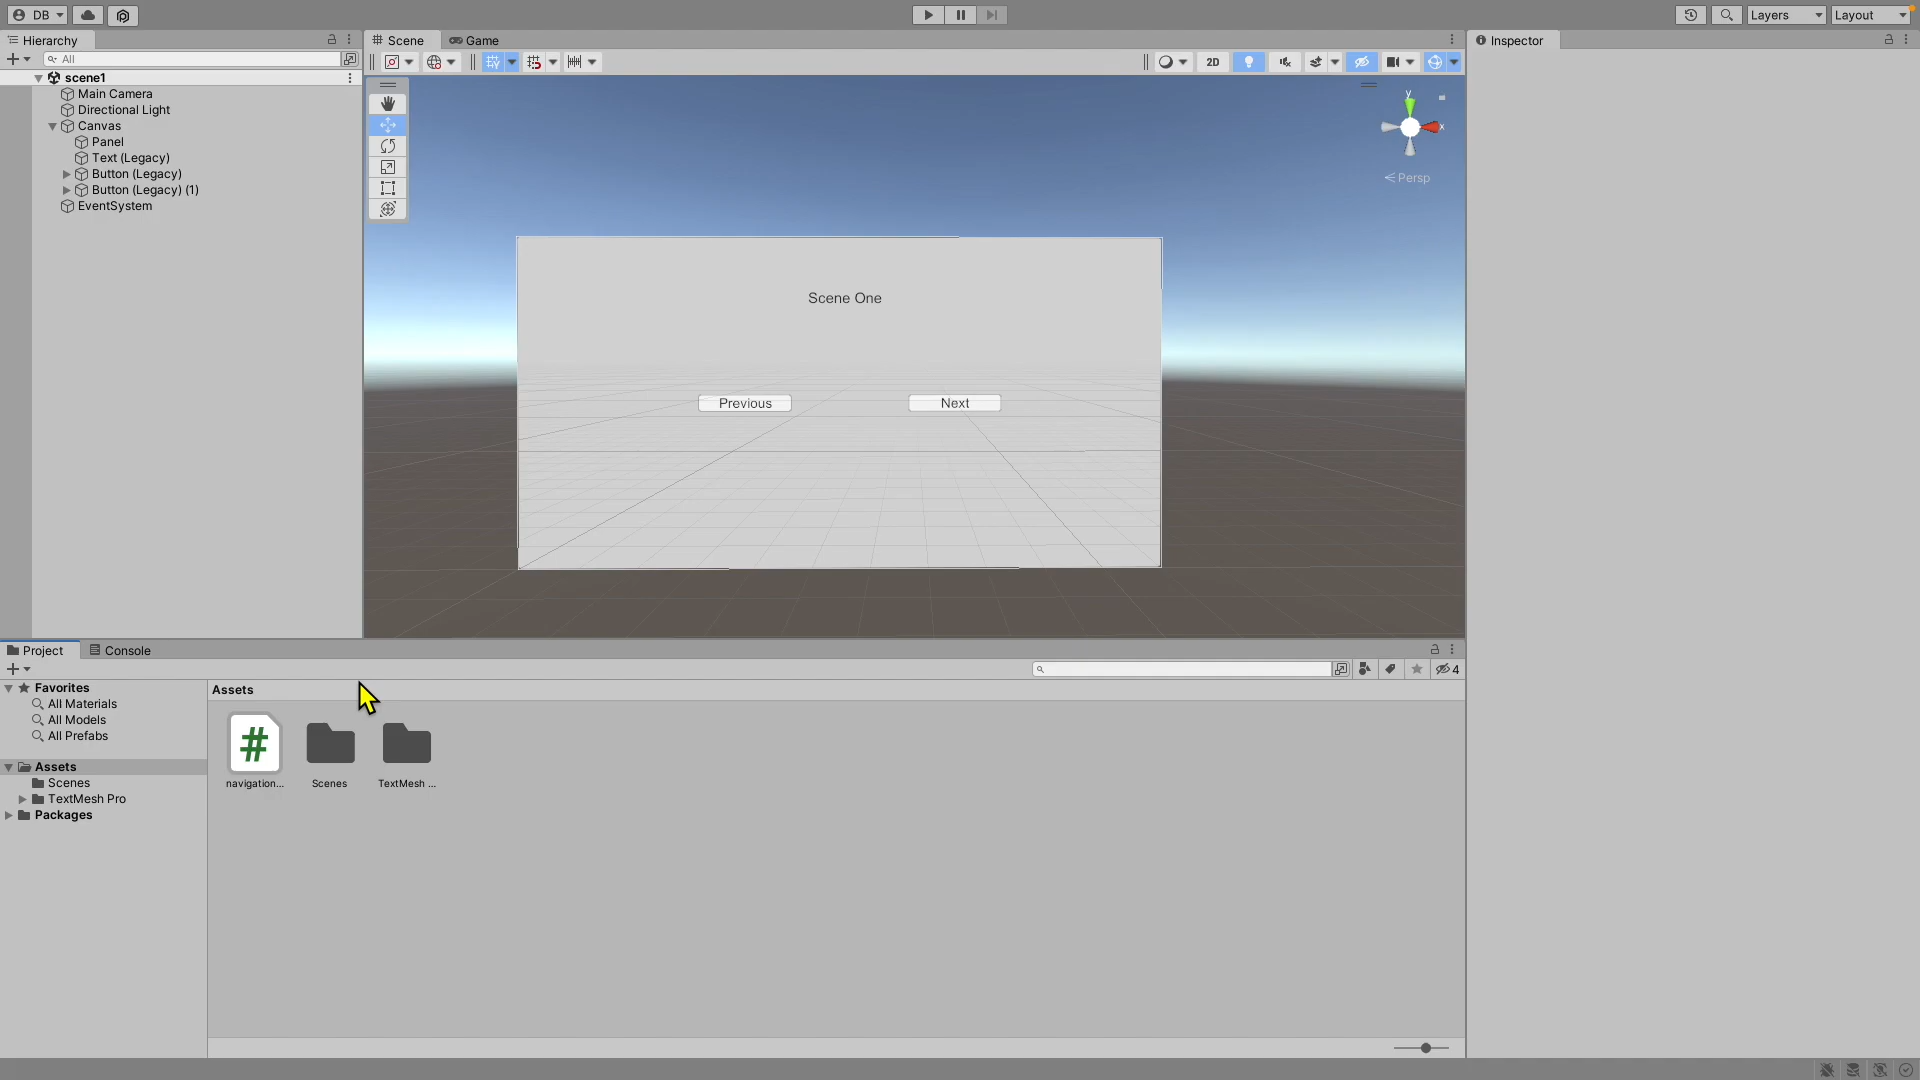 DB
Layers
Layout
Hierarchy
All
scene1
Main Camera
Directional Light
Canvas
Panel
Text (Legacy)
Button (Legacy)
Button (Legacy) (1)
EventSystem
Scene
Game
2D
y
x
Persp
Scene One
Previous
Next
Inspector
Project
Console
4
Favorites
All Materials
All Models
All Prefabs
Assets
Scenes
TextMesh Pro
Packages
Assets
#
navigation...
Scenes
TextMesh ...